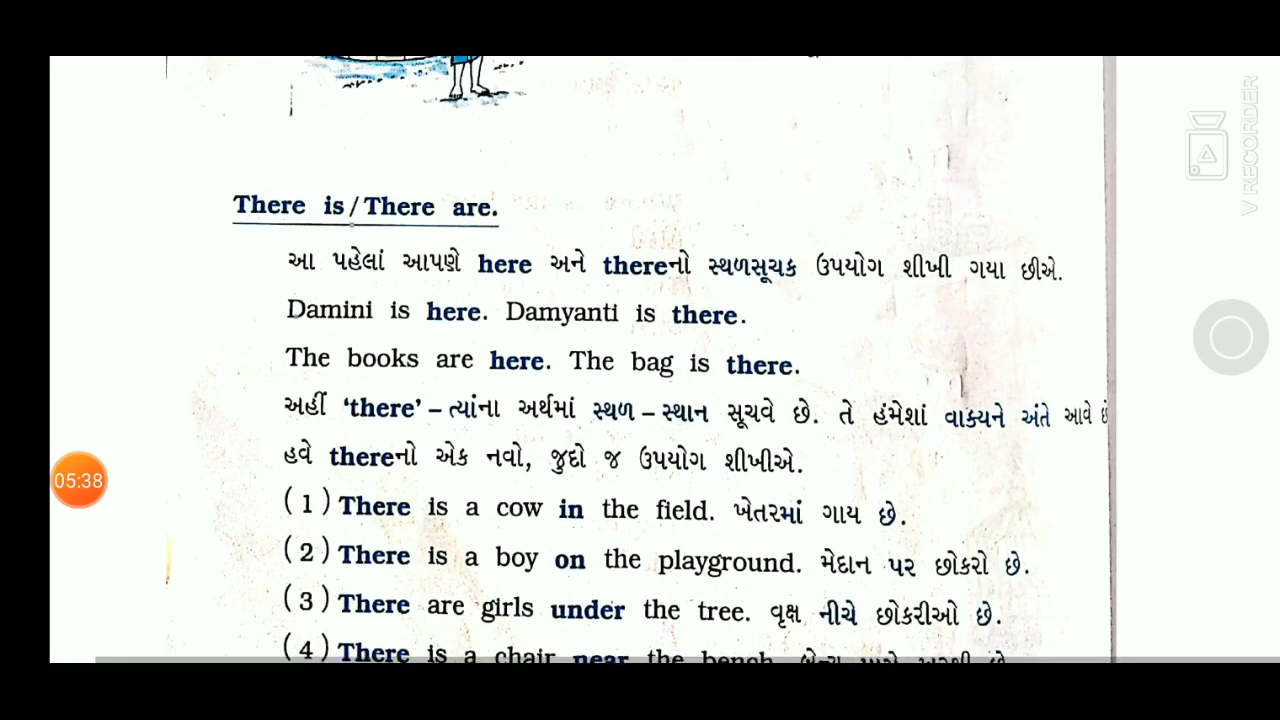 There is/There are.
આ પહેલાં આપણે here અને thereનો સ્થળસૂચક ઉપયોગ શીખી ગયા છીએ.
Damini is here. Damyanti is there.
The books are here. The bag is there.
અહીં ‘there’ – ત્યાંના અર્થમાં સ્થળ – સ્થાન સૂચવે છે. તે હંમેશાં વાક્યને અંતે આવે છે
હવે thereનો એક નવો, જુદો જ ઉપયોગ શીખીએ.
(1) There is a cow in the field. ખેતરમાં ગાય છે.
(2) There is a boy on the playground. મેદાન પર છોકરો છે.
(3) There are girls under the tree. વૃક્ષ નીચે છોકરીઓ છે.
(4) There is a chair near the bench.
05:38
V RECORDER